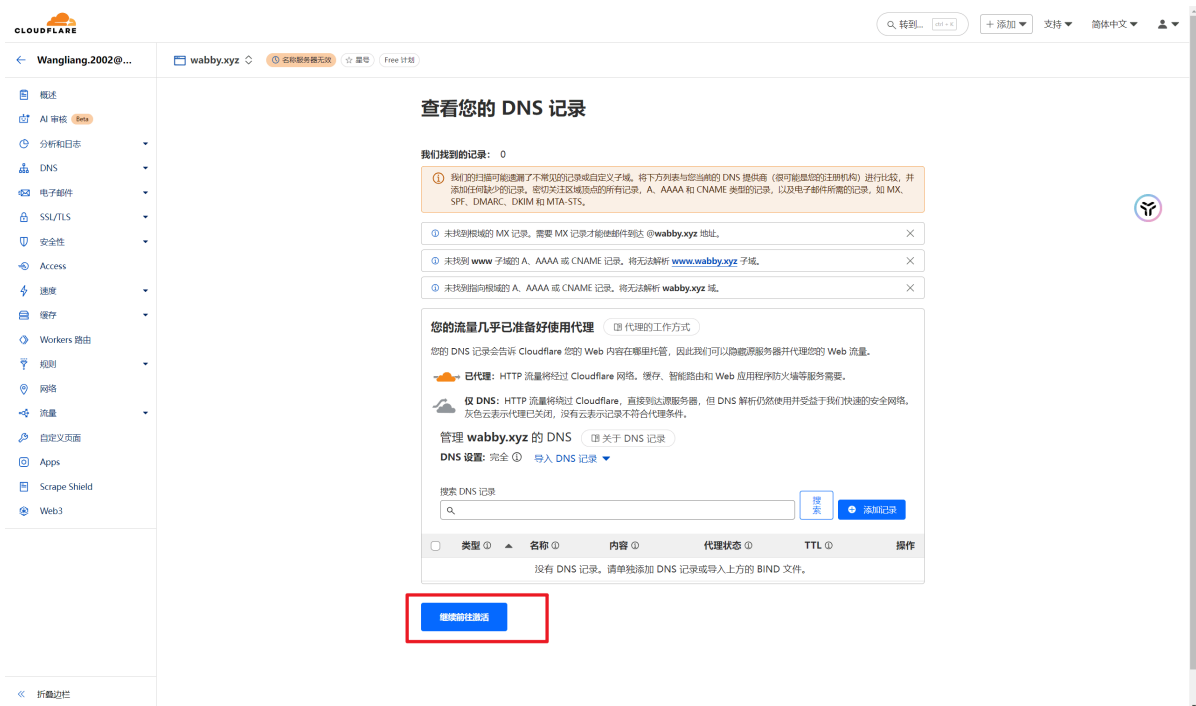 CLOUDFLARE
转到... ctrl + K
添加
支持
简体中文
Wangliang.2002@...
wabby.xyz
名称服务器无效
星号
Free 计划
概述
AI 审核 Beta
分析和日志
DNS
电子邮件
SSL/TLS
安全性
Access
速度
缓存
Workers 路由
规则
网络
流量
自定义页面
Apps
Scrape Shield
Web3
折叠边栏
查看您的 DNS 记录
我们找到的记录： 0
我们的扫描可能遗漏了不常见的记录或自定义子域。将下方列表与您当前的 DNS 提供商（很可能是您的注册机构）进行比较，并
添加任何缺少的记录。密切关注区域顶点的所有记录，A、AAAA 和 CNAME 类型的记录，以及电子邮件所需的记录，如 MX、
SPF、DMARC、DKIM 和 MTA-STS。
未找到根域的 MX 记录。需要 MX 记录才能使邮件到达 @wabby.xyz 地址。
未找到 www 子域的 A、AAAA 或 CNAME 记录。将无法解析 www.wabby.xyz 子域。
未找到指向根域的 A、AAAA 或 CNAME 记录。将无法解析 wabby.xyz 域。
您的流量几乎已准备好使用代理 代理的工作方式
您的 DNS 记录会告诉 Cloudflare 您的 Web 内容在哪里托管，因此我们可以隐藏源服务器并代理您的 Web 流量。
已代理：HTTP 流量将经过 Cloudflare 网络。缓存、智能路由和 Web 应用程序防火墙等服务需要。
仅 DNS：HTTP 流量将绕过 Cloudflare，直接到达源服务器，但 DNS 解析仍然使用并受益于我们快速的安全网络。
灰色云表示代理已关闭，没有云表示记录不符合代理条件。
管理 wabby.xyz 的 DNS 关于 DNS 记录
DNS 设置: 完全 导入 DNS 记录
搜索 DNS 记录
搜索
添加记录
类型 名称 内容 代理状态 TTL 操作
没有 DNS 记录。请单独添加 DNS 记录或导入上方的 BIND 文件。
继续前往激活